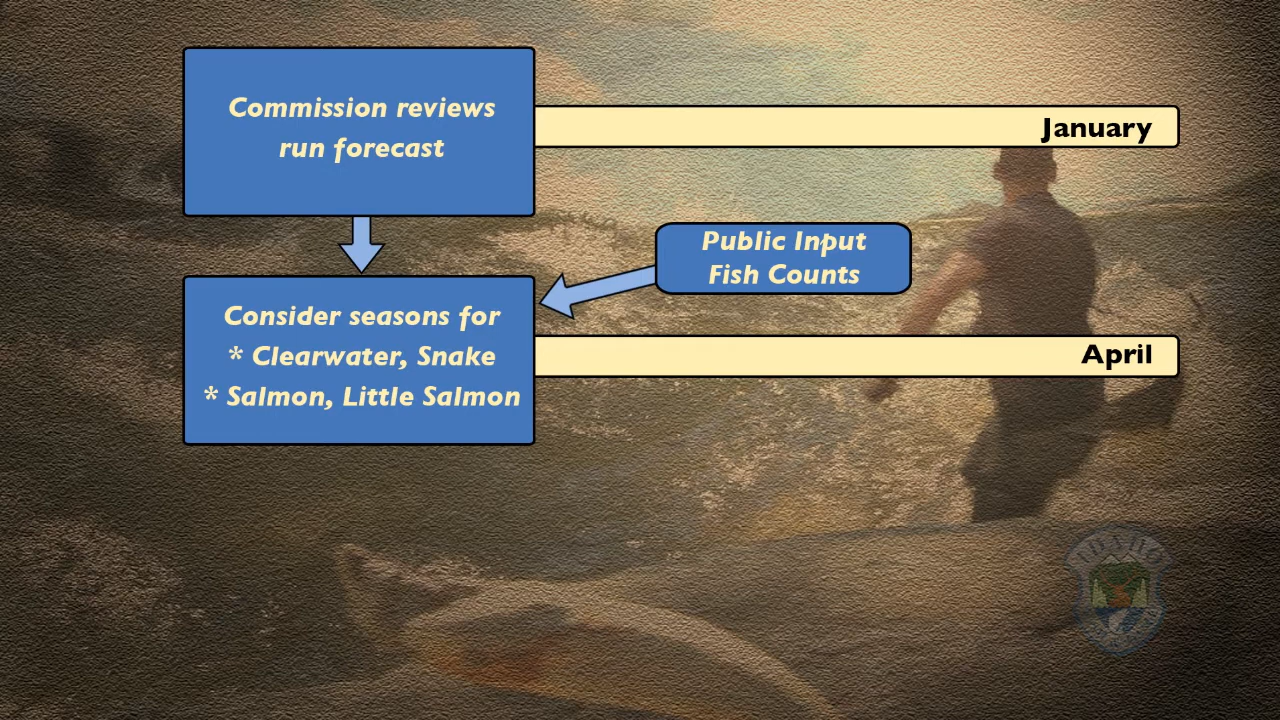 Commission reviews
run forecast
January
Public Input
Fish Counts
Consider seasons for
* Clearwater, Snake
* Salmon, Little Salmon
April